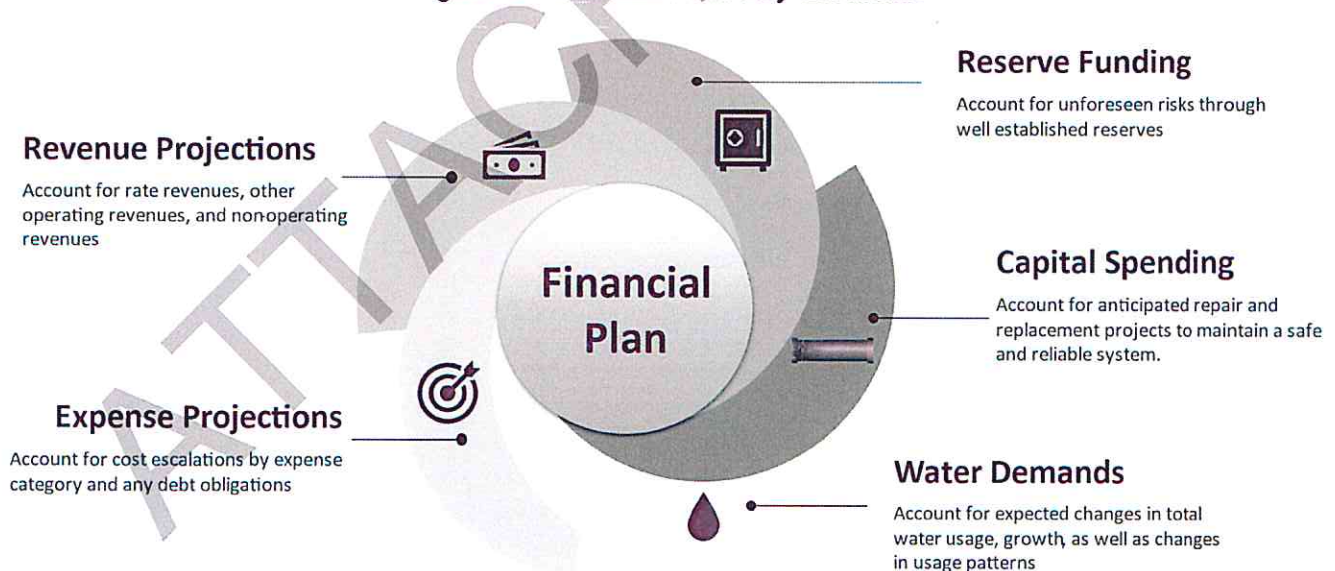 Reserve Funding
Account for unforeseen risks through
well established reserves
Revenue Projections
Account for rate revenues, other
operating revenues, and non-operating
revenues
Financial
Plan
Capital Spending
Account for anticipated repair and
replacement projects to maintain a safe
and reliable system.
Expense Projections
Account for cost escalations by expense
category and any debt obligations
Water Demands
Account for expected changes in total
water usage, growth, as well as changes
in usage patterns